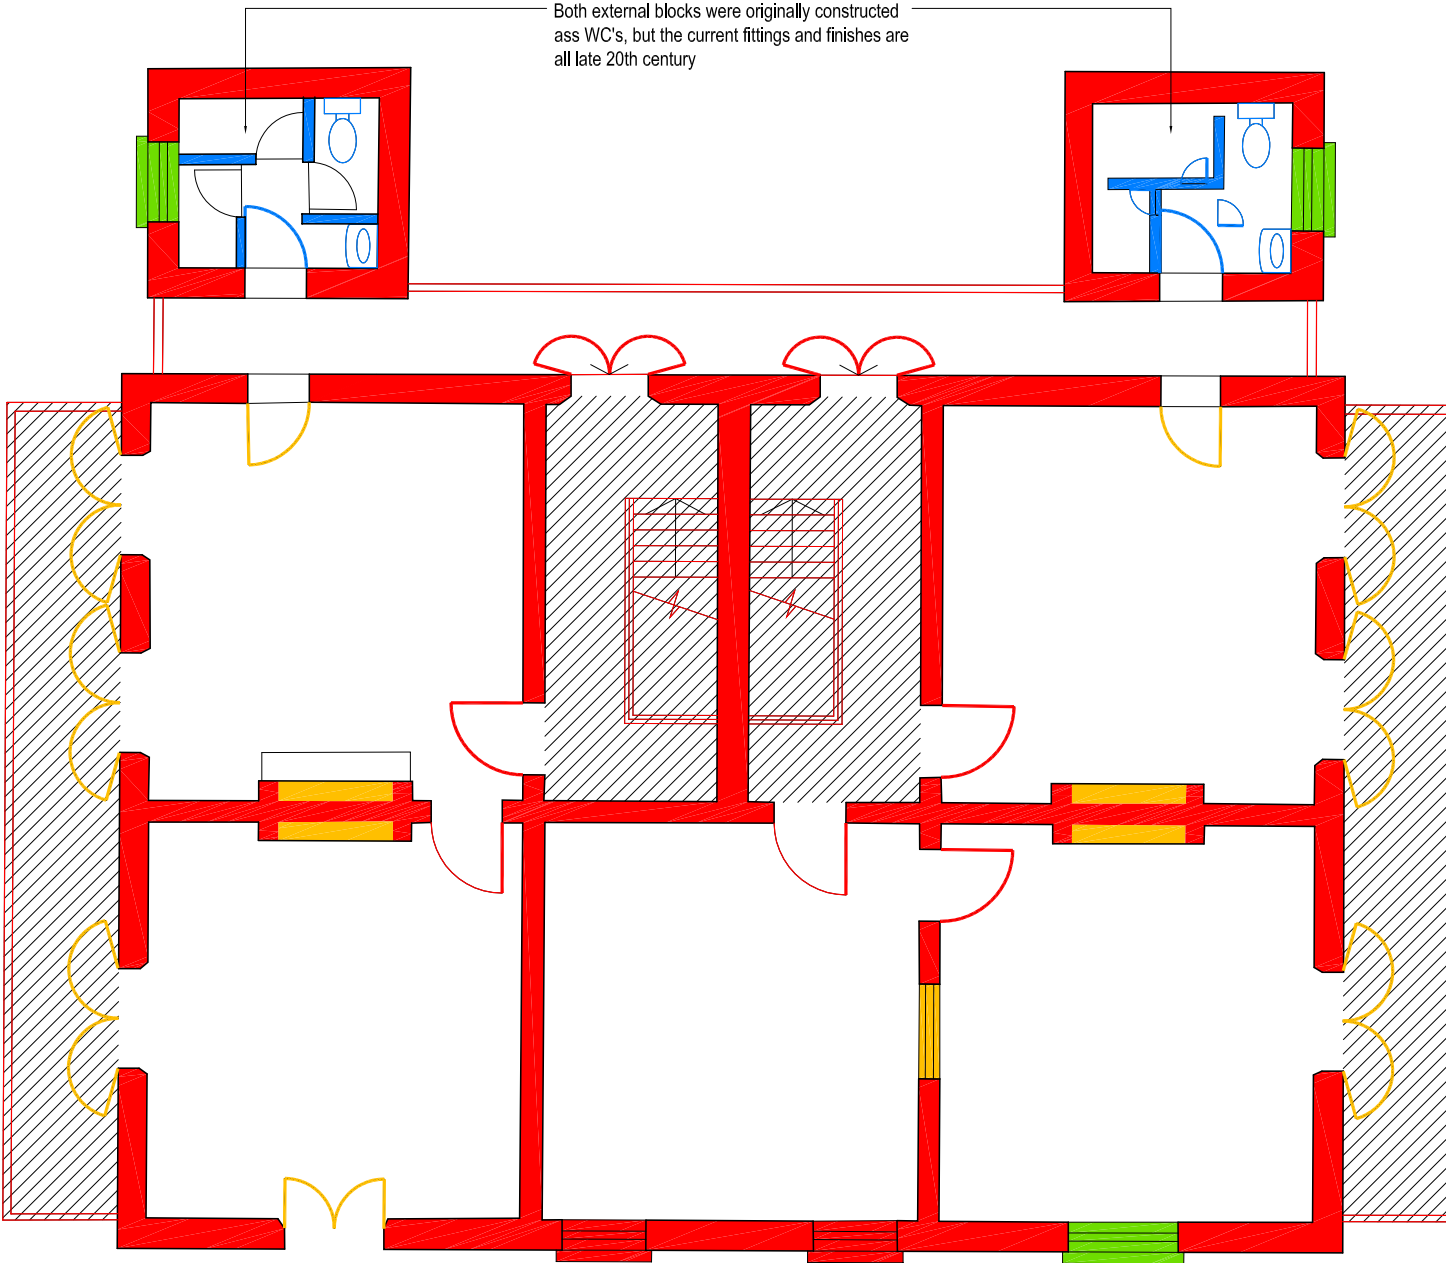 Both external blocks were originally constructed
ass WC's, but the current fittings and finishes are
all late 20th century